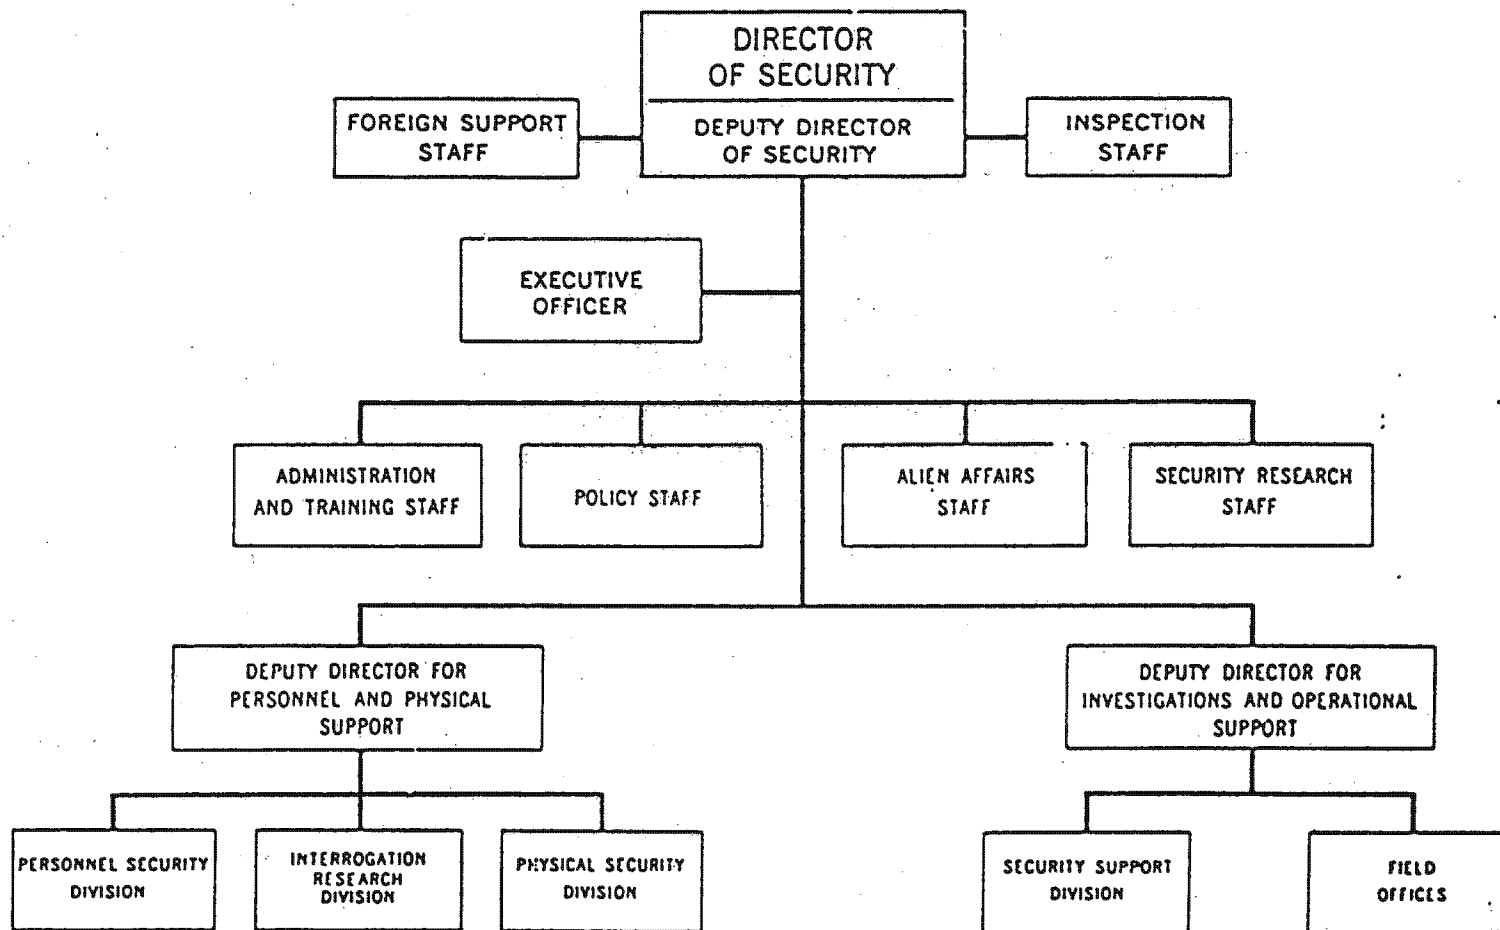 DIRECTOR
OF SECURITY
DEPUTY DIRECTOR
OF SECURITY
FOREIGN SUPPORT
STAFF
INSPECTION
STAFF
EXECUTIVE
OFFICER
ADMINISTRATION
AND TRAINING STAFF
POLICY STAFF
ALIEN AFFAIRS
STAFF
SECURITY RESEARCH
STAFF
DEPUTY DIRECTOR FOR
PERSONNEL AND PHYSICAL
SUPPORT
DEPUTY DIRECTOR FOR
INVESTIGATIONS AND OPERATIONAL
SUPPORT
PERSONNEL SECURITY
DIVISION
INTERROGATION
RESEARCH
DIVISION
PHYSICAL SECURITY
DIVISION
SECURITY SUPPORT
DIVISION
FIELD
OFFICES